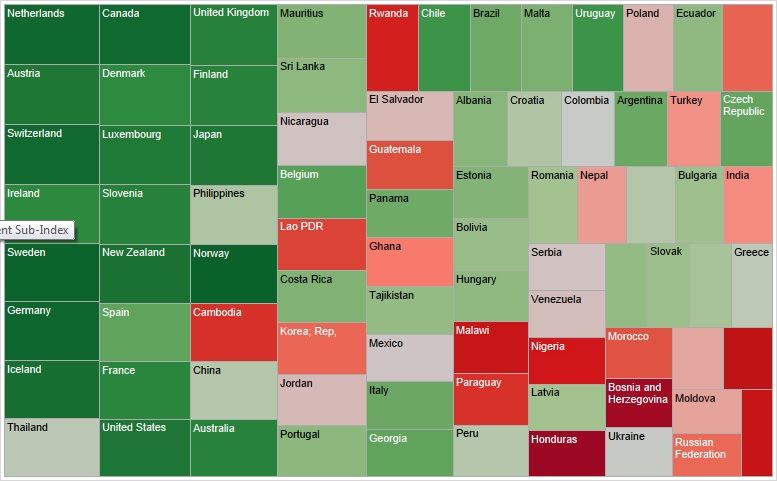 Netherlands
Austria
Switzerland
Ireland
ent Sub-Index
Sweden
Germany
Iceland
Thailand
Canada
Denmark
Luxembourg
Slovenia
New Zealand
Spain
France
United States
United Kingdom
Finland
Japan
Philippines
Norway
Cambodia
China
Australia
Mauritius
Sri Lanka
Nicaragua
Belgium
Lao PDR
Costa Rica
Korea; Rep,
Jordan
Portugal
Rwanda
El Salvador
Guatemala
Panama
Ghana
Tajikistan
Mexico
Italy
Georgia
Chile
Brazil
Malta
Uruguay
Poland
Ecuador
Albania
Croatia
Colombia
Argentina
Turkey
Czech
Republic
Estonia
Bolivia
Hungary
Malawi
Paraguay
Peru
Romania
Nepal
Bulgaria
India
Serbia
Venezuela
Nigeria
Latvia
Honduras
Slovak
Greece
Morocco
Bosnia and
Herzegovina
Ukraine
Moldova
Russian
Federation